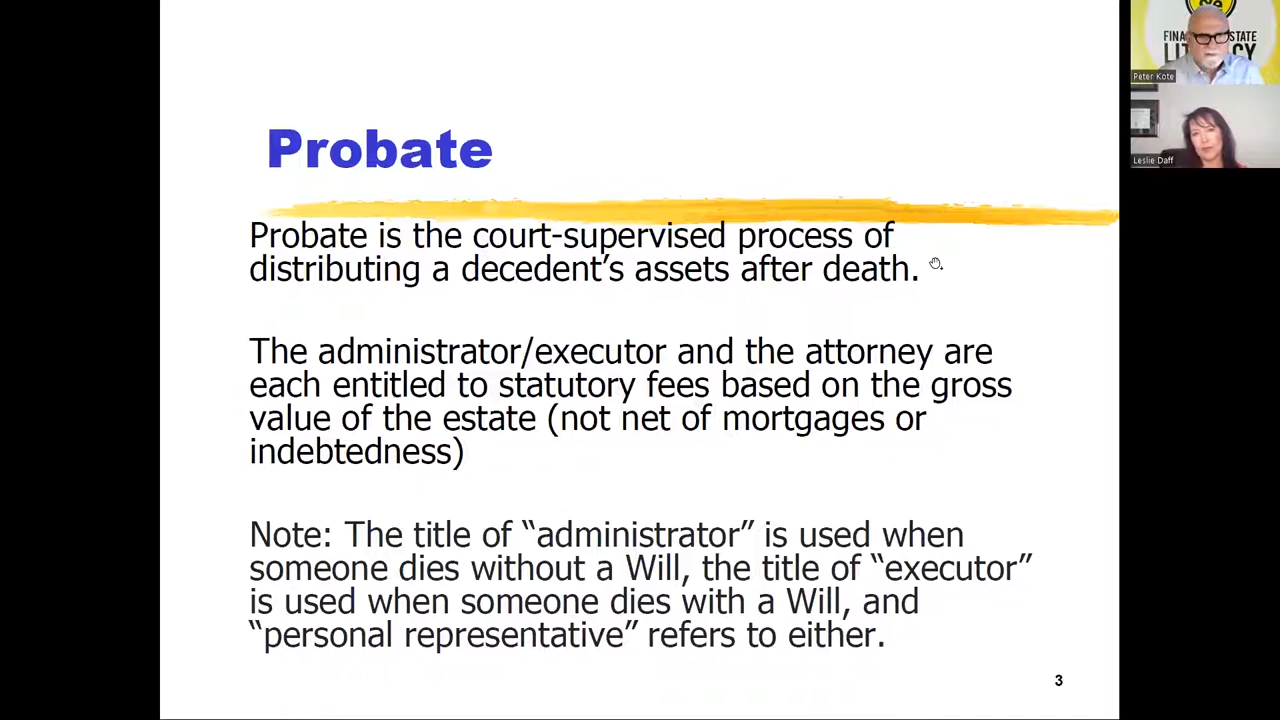 Probate
Probate is the court-supervised process of
distributing a decedent’s assets after death.
The administrator/executor and the attorney are
each entitled to statutory fees based on the gross
value of the estate (not net of mortgages or
indebtedness)
Note: The title of “administrator” is used when
someone dies without a Will, the title of “executor”
is used when someone dies with a Will, and
“personal representative” refers to either.
3
Peter Kote
Leslie Daff